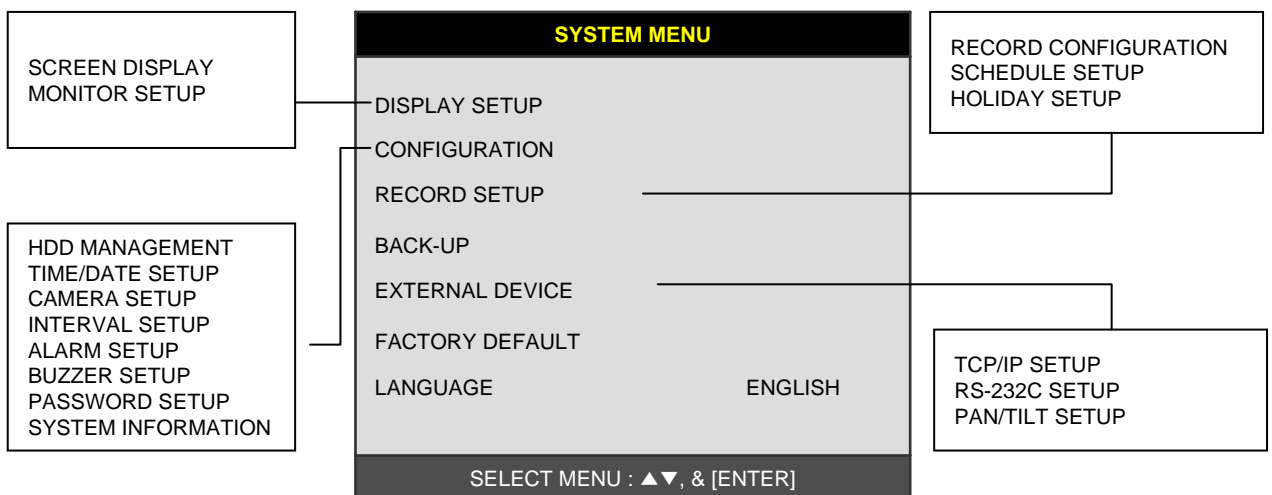 SCREEN DISPLAY
MONITOR SETUP
HDD MANAGEMENT
TIME/DATE SETUP
CAMERA SETUP
INTERVAL SETUP
ALARM SETUP
BUZZER SETUP
PASSWORD SETUP
SYSTEM INFORMATION
SYSTEM MENU
DISPLAY SETUP
CONFIGURATION
RECORD SETUP
BACK-UP
EXTERNAL DEVICE
FACTORY DEFAULT
LANGUAGE ENGLISH
SELECT MENU : ▲▼, & [ENTER]
RECORD CONFIGURATION
SCHEDULE SETUP
HOLIDAY SETUP
TCP/IP SETUP
RS-232C SETUP
PAN/TILT SETUP